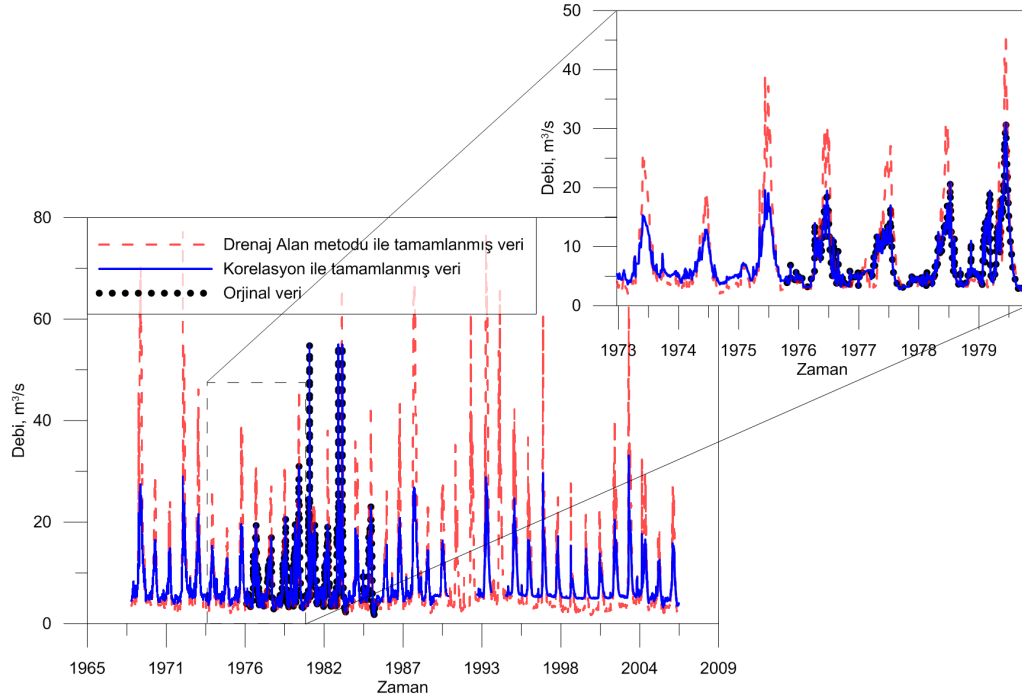 50
40
30
20
10
0
Debi, m³/s
1973 1974 1975 1976 1977 1978 1979
Zaman
80
60
40
20
0
Debi, m³/s
Drenaj Alan metodu ile tamamlanmış veri
Korelasyon ile tamamlanmış veri
Orjinal veri
1965 1971 1976 1982 1987 1993 1998 2004 2009
Zaman